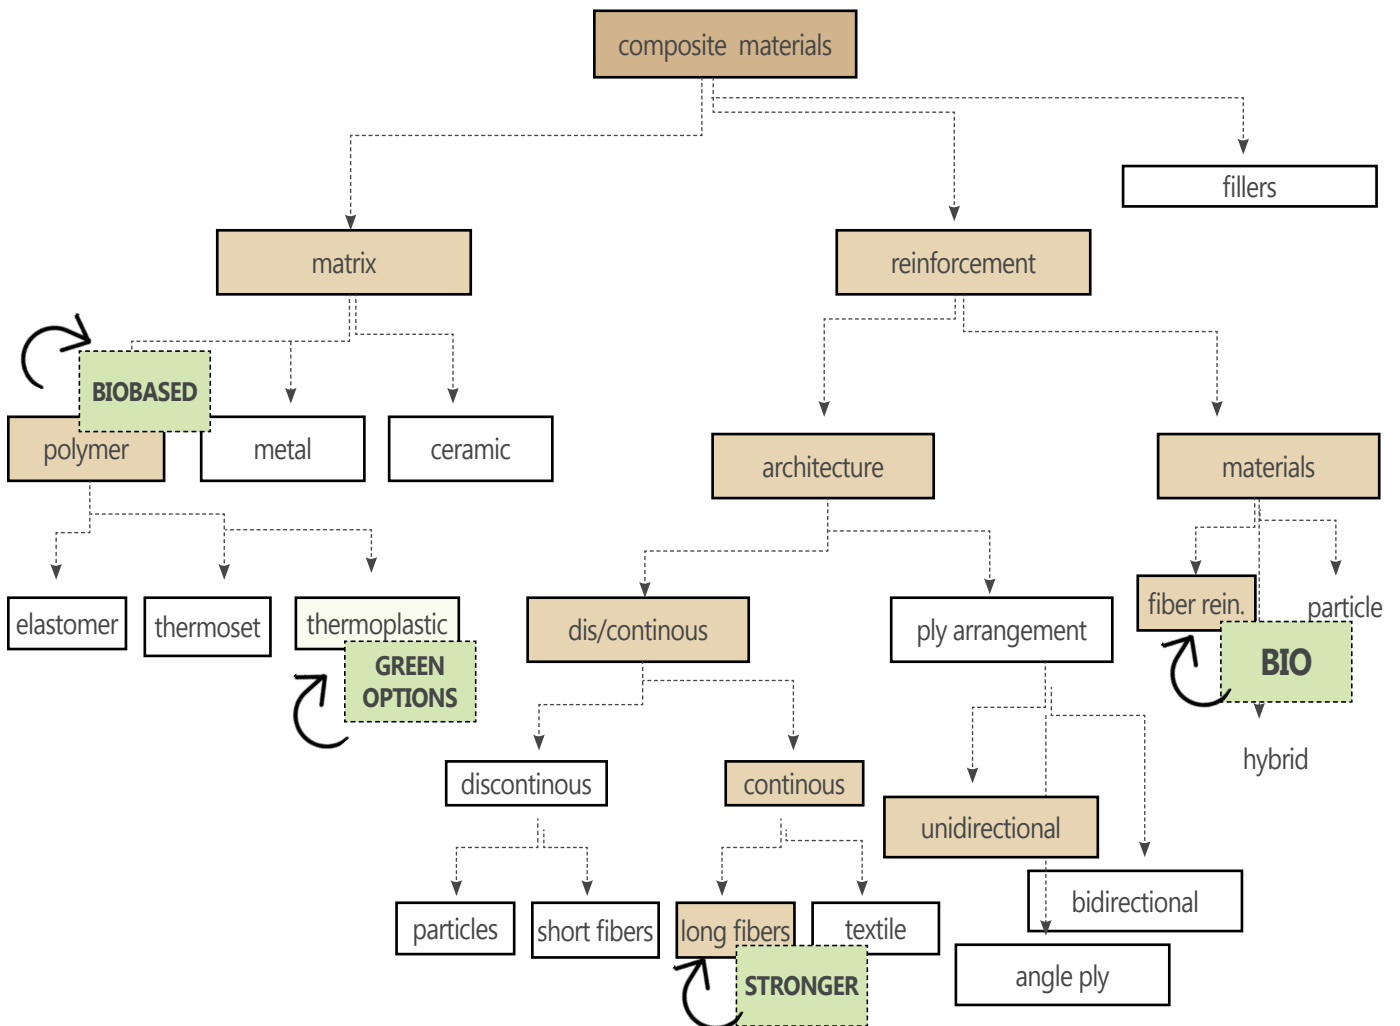 composite materials
fillers
matrix
reinforcement
BIOBASED
polymer
metal
ceramic
architecture
materials
elastomer
thermoset
thermoplastic
GREEN
OPTIONS
dis/continous
ply arrangement
fiber rein.
particle
BIO
hybrid
discontinous
continous
unidirectional
bidirectional
particles
short fibers
long fibers
textile
STRONGER
angle ply